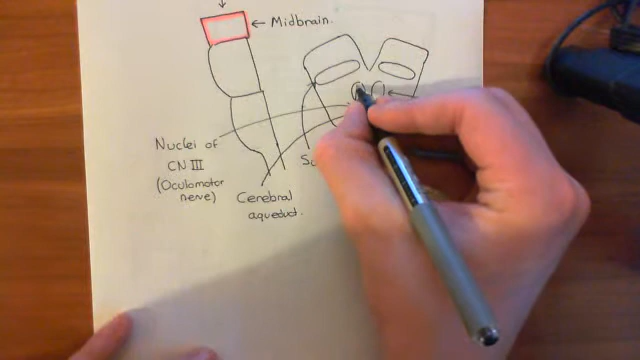 Midbrain.
Nuclei of
CN III
(Oculomotor
nerve)
Cerebral
aqueduct.